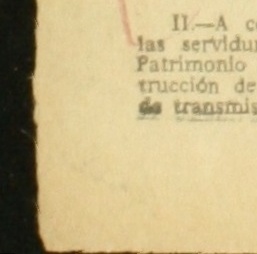 II.—A c
las servidu
Patrimonio
trucción de
de transmis